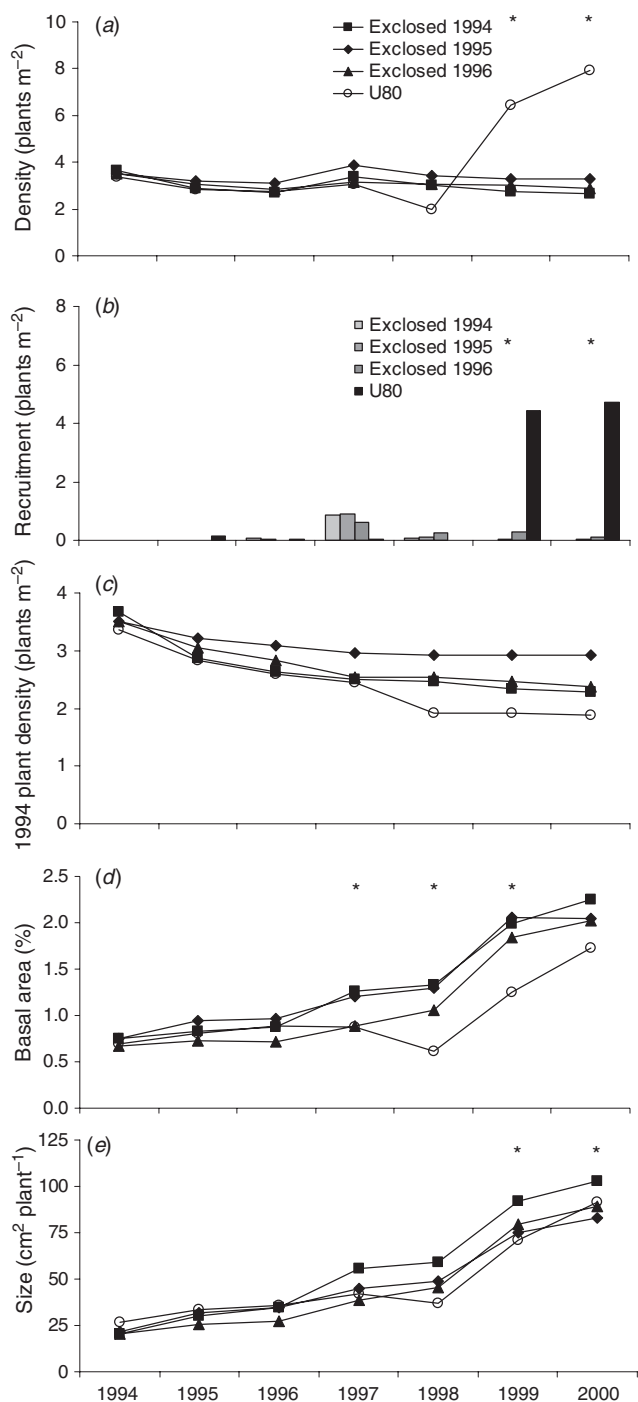 (a)
10
8
6
4
2
0
Density (plants m⁻²)
Exclosed 1994
Exclosed 1995
Exclosed 1996
U80
* *
(b)
8
6
4
2
0
Recruitment (plants m⁻²)
Exclosed 1994
Exclosed 1995
Exclosed 1996
U80
* *
(c)
4
3
2
1
0
1994 plant density (plants m⁻²)
(d)
2.5
2.0
1.5
1.0
0.5
0.0
Basal area (%)
* * *
(e)
125
100
75
50
25
0
Size (cm² plant⁻¹)
* *
1994 1995 1996 1997 1998 1999 2000